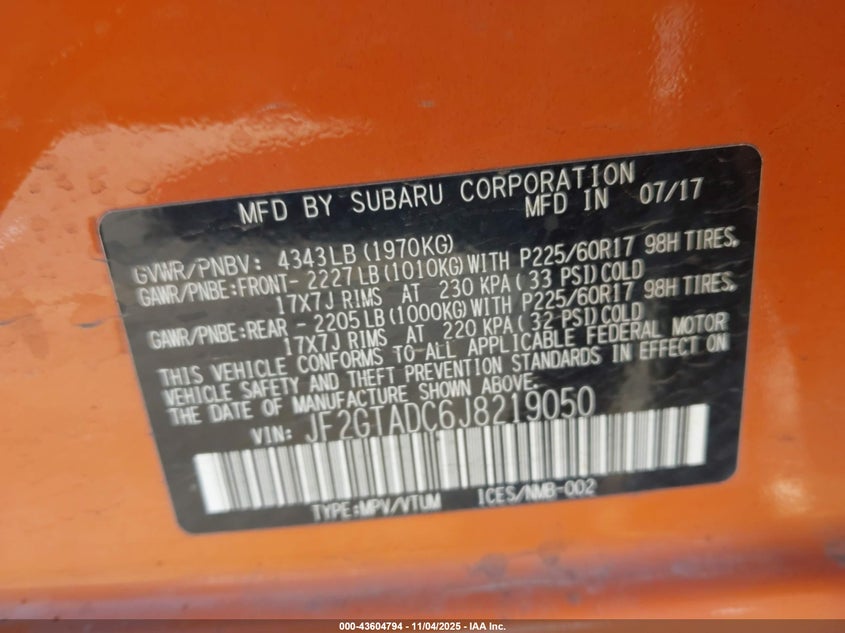 MFD BY SUBARU CORPORATION
MFD IN 07/17
GVWR/PNBV: 4343LB(1970KG)
GAWR/PNBE:FRONT- 2227LB(1010KG)WITH P225/60R17 98H TIRES,
17X7J RIMS AT 230 KPA( 33 PSI)COLD
GAWR/PNBE:REAR - 2205LB(1000KG)WITH P225/60R17 98H TIRES,
17X7J RIMS AT 220 KPA( 32 PSI)COLD
THIS VEHICLE CONFORMS TO ALL APPLICABLE FEDERAL MOTOR
VEHICLE SAFETY AND THEFT PREVENTION STANDARDS IN EFFECT ON
THE DATE OF MANUFACTURE SHOWN ABOVE.
VIN: JF2GTADC6J8219050
TYPE:MPV/VTUM ICES/NMB-002
000-43604794 - 11/04/2025 - IAA Inc.